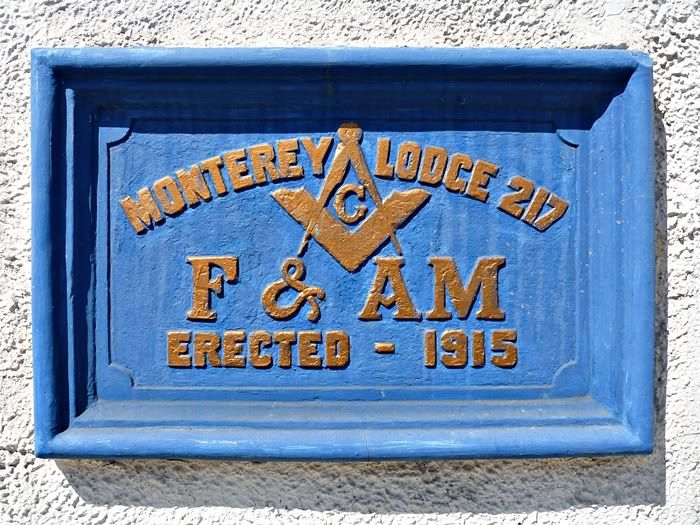 MONTEREY LODGE 217
G
F & AM
ERECTED - 1915